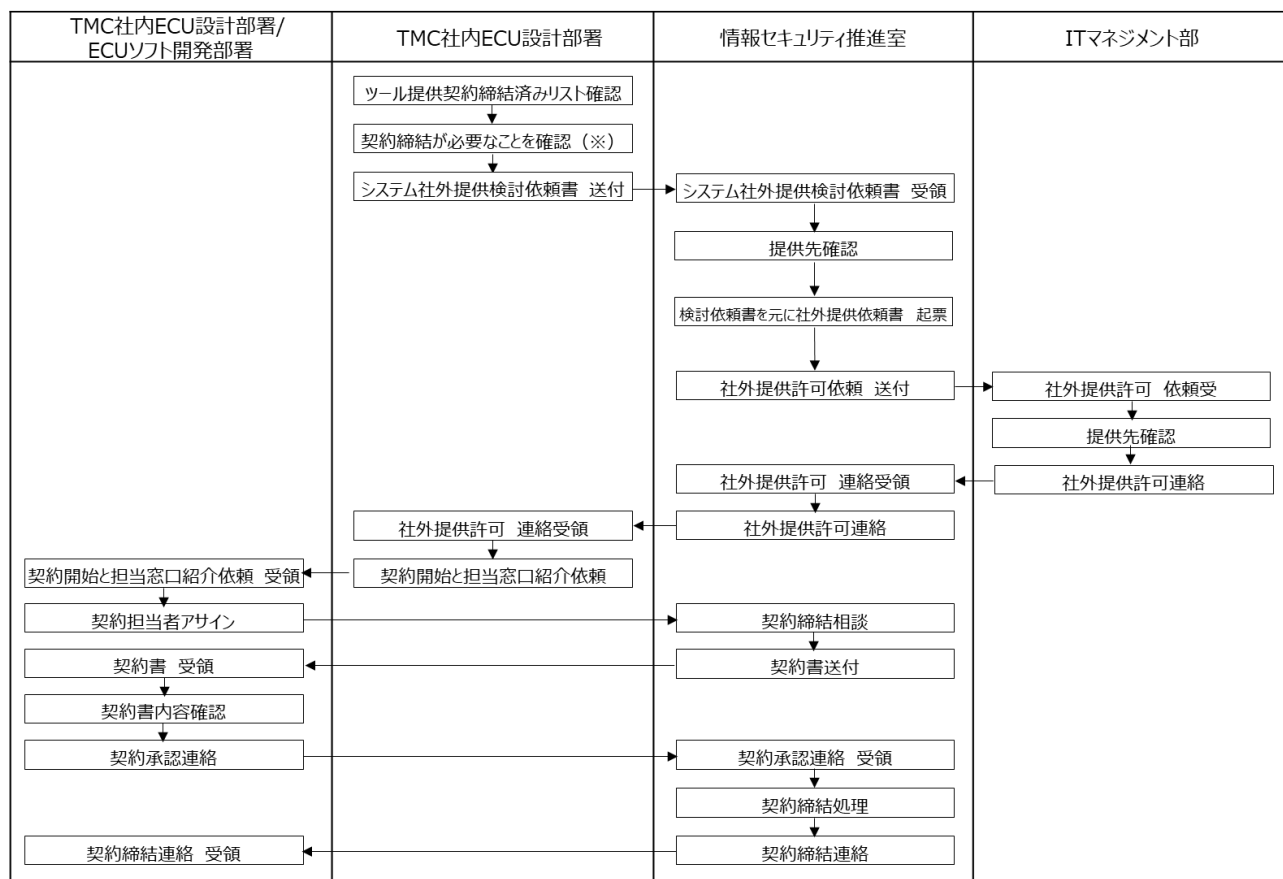 TMC社内ECU設計部署/
ECUソフト開発部署
TMC社内ECU設計部署
情報セキュリティ推進室
ITマネジメント部
ツール提供契約締結済みリスト確認
契約締結が必要なことを確認（※）
システム社外提供検討依頼書 送付
システム社外提供検討依頼書 受領
提供先確認
検討依頼書を元に社外提供依頼書 起票
社外提供許可依頼 送付
社外提供許可 依頼受
提供先確認
社外提供許可連絡
社外提供許可 連絡受領
社外提供許可連絡
社外提供許可 連絡受領
契約開始と担当窓口紹介依頼
契約開始と担当窓口紹介依頼 受領
契約担当者アサイン
契約締結相談
契約書送付
契約書 受領
契約書内容確認
契約承認連絡
契約承認連絡 受領
契約締結処理
契約締結連絡
契約締結連絡 受領